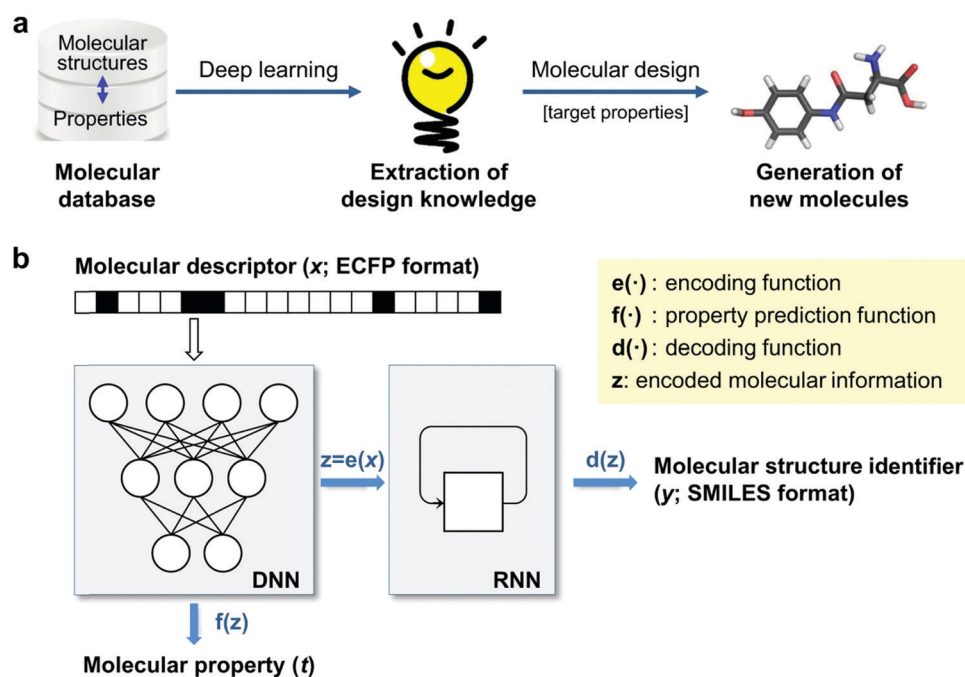 a
Molecular
structures
Properties
Molecular
database
Deep learning
Extraction of
design knowledge
Molecular design
[target properties]
Generation of
new molecules
b
Molecular descriptor (x; ECFP format)
e(·) : encoding function
f(·) : property prediction function
d(·) : decoding function
z: encoded molecular information
DNN
z=e(x)
RNN
d(z)
Molecular structure identifier
(y; SMILES format)
f(z)
Molecular property (t)